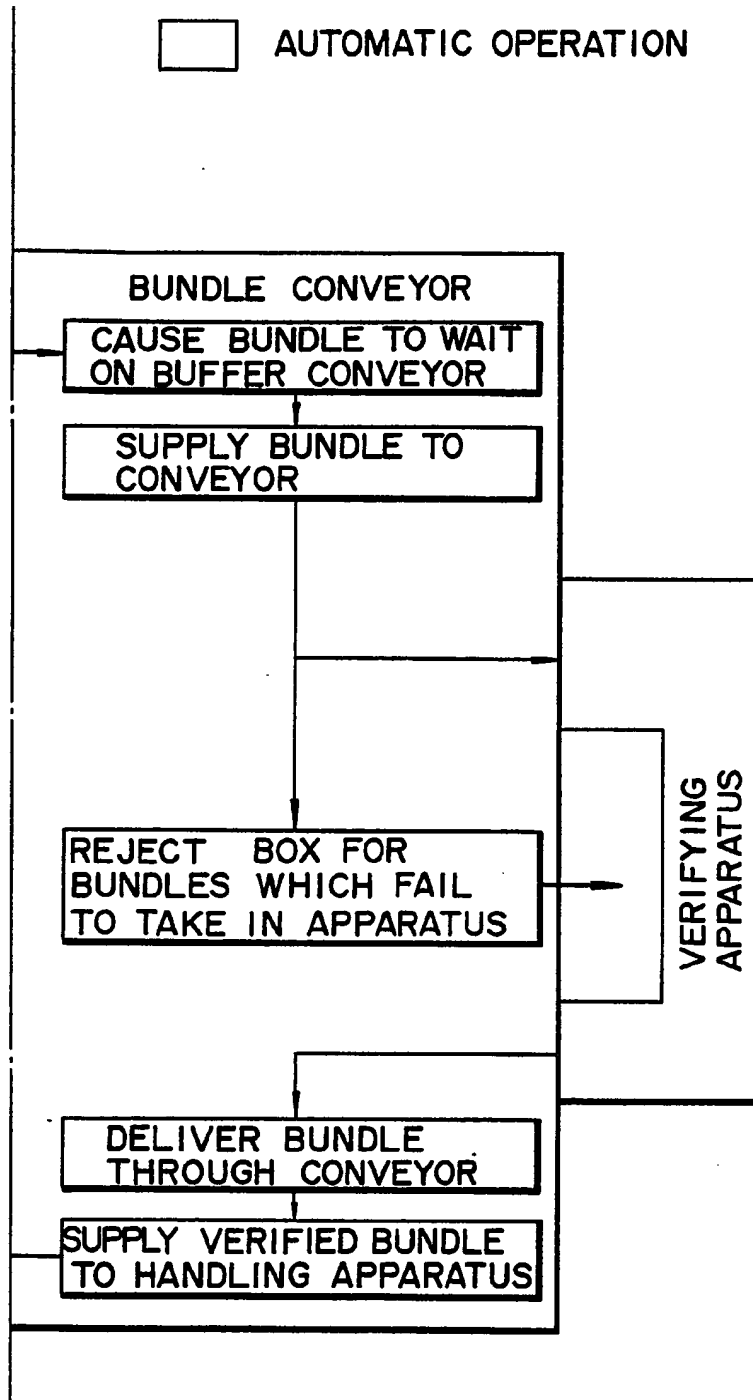 AUTOMATIC OPERATION
BUNDLE CONVEYOR
CAUSE BUNDLE TO WAIT
ON BUFFER CONVEYOR
SUPPLY BUNDLE TO
CONVEYOR
REJECT BOX FOR
BUNDLES WHICH FAIL
TO TAKE IN APPARATUS
VERIFYING
APPARATUS
DELIVER BUNDLE
THROUGH CONVEYOR
SUPPLY VERIFIED BUNDLE
TO HANDLING APPARATUS